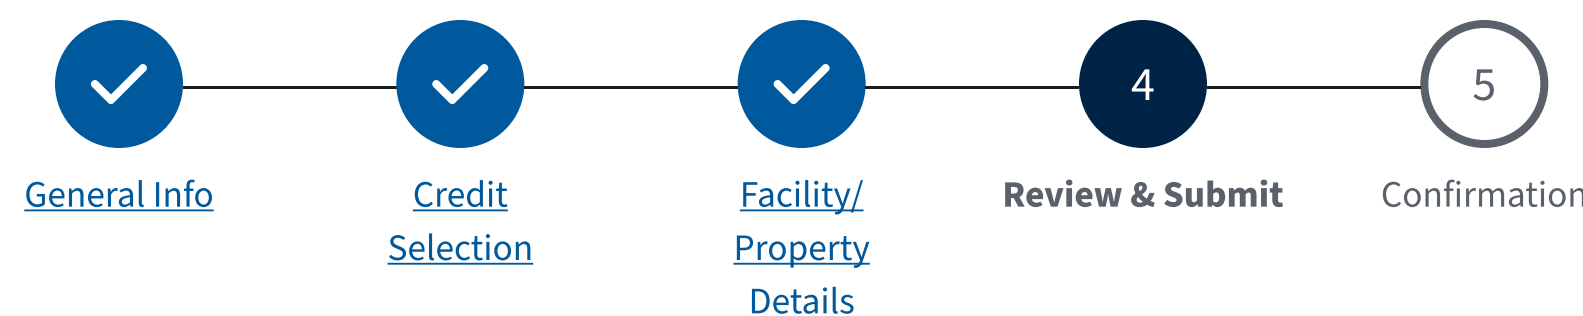 4
5
General Info
Credit
Selection
Facility/
Property
Details
Review & Submit
Confirmation